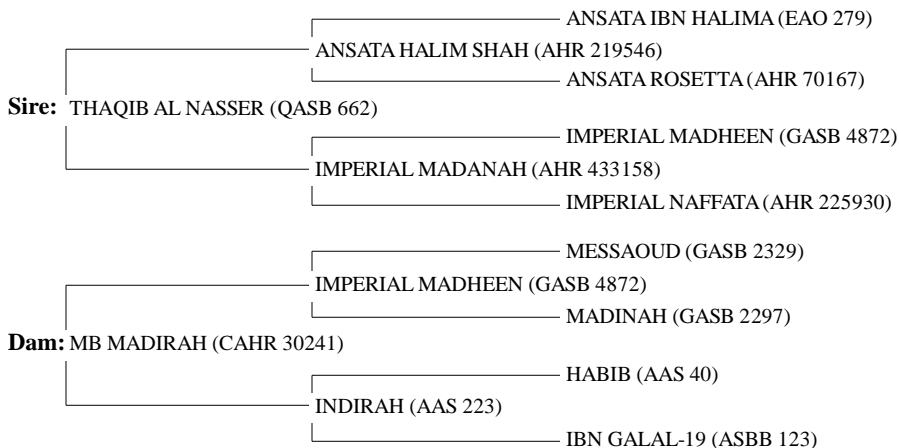 ANSATA IBN HALIMA (EAO 279)
ANSATA HALIM SHAH (AHR 219546)
ANSATA ROSETTA (AHR 70167)
Sire: THAQIB AL NASSER (QASB 662)
IMPERIAL MADHEEN (GASB 4872)
IMPERIAL MADANAH (AHR 433158)
IMPERIAL NAFFATA (AHR 225930)
MESSAOUD (GASB 2329)
IMPERIAL MADHEEN (GASB 4872)
MADINAH (GASB 2297)
Dam: MB MADIRAH (CAHR 30241)
HABIB (AAS 40)
INDIRAH (AAS 223)
IBN GALAL-19 (ASBB 123)